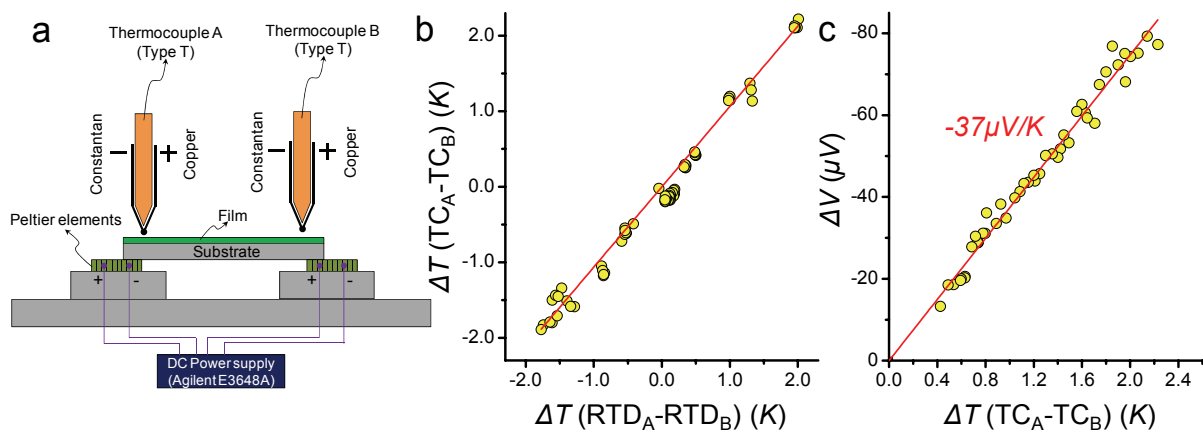 a
Thermocouple A
(Type T)
Thermocouple B
(Type T)
Constantan
−
+
Copper
Constantan
−
+
Copper
Peltier elements
Film
Substrate
+ -
+ -
DC Power supply
(Agilent E3648A)
b
ΔT (TC_A-TC_B) (K)
2.0
1.0
0.0
-1.0
-2.0
-2.0 -1.0 0.0 1.0 2.0
ΔT (RTD_A-RTD_B) (K)
c
ΔV (µV)
-80
-60
-40
-20
0
-37µV/K
0.0 0.4 0.8 1.2 1.6 2.0 2.4
ΔT (TC_A-TC_B) (K)